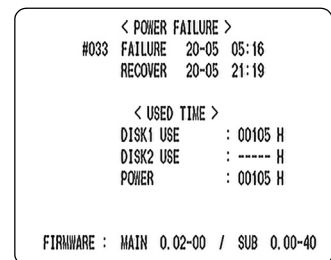 < POWER FAILURE >
#033 FAILURE 20-05 05:16
RECOVER 20-05 21:19
< USED TIME >
DISK1 USE : 00105 H
DISK2 USE : ----- H
POWER : 00105 H
FIRMWARE : MAIN 0.02-00 / SUB 0.00-40